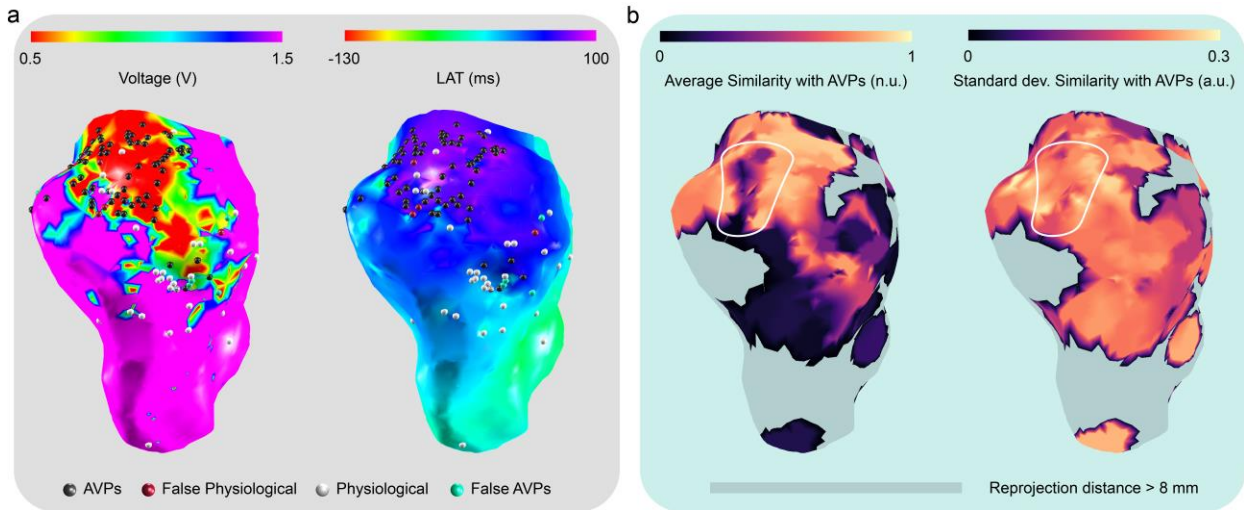 a
0.5 1.5
Voltage (V)
-130 100
LAT (ms)
AVPs False Physiological Physiological False AVPs
b
0 1
Average Similarity with AVPs (n.u.)
0 0.3
Standard dev. Similarity with AVPs (a.u.)
Reprojection distance > 8 mm